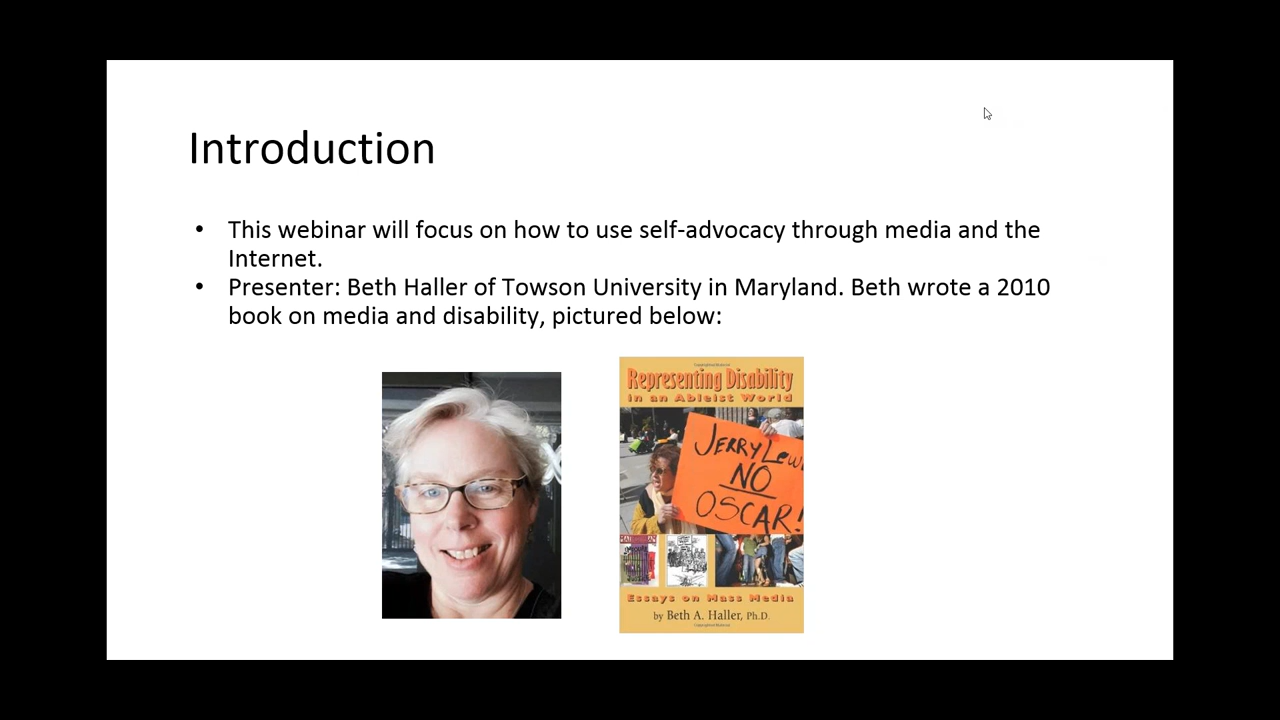 Introduction
• This webinar will focus on how to use self-advocacy through media and the
Internet.
• Presenter: Beth Haller of Towson University in Maryland. Beth wrote a 2010
book on media and disability, pictured below:
Representing Disability
in an Ableist World
JERRY Lew
NO
OSCAR!
Essays on Mass Media
by Beth A. Haller, Ph.D.